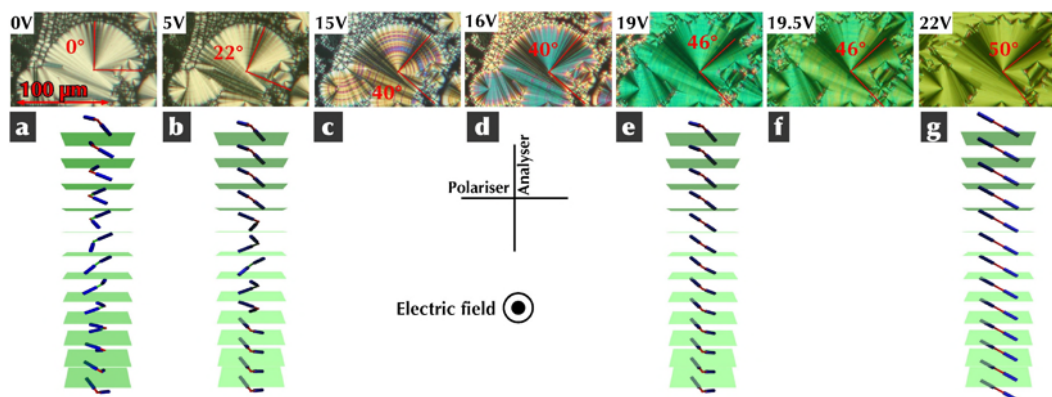 0V
5V
15V
16V
19V
19.5V
22V
0°
22°
40°
40°
46°
46°
50°
100 µm
a
b
c
d
e
f
g
Polariser
Analyser
Electric field